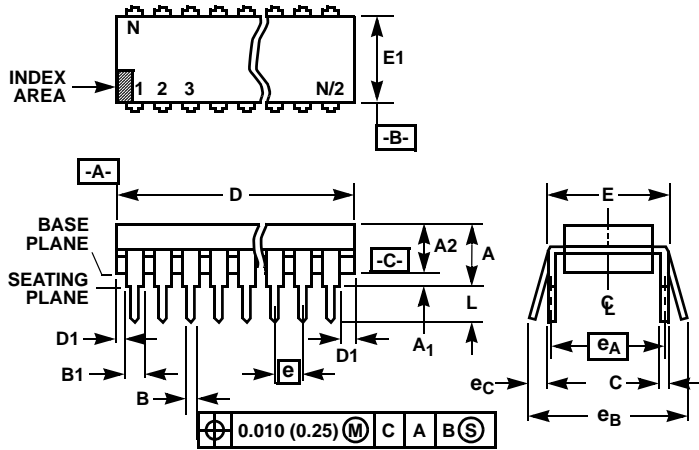 N
E1
INDEX
AREA
1 2 3 N/2
-B-
-A-
D
E
BASE
PLANE
A2
A
-C-
SEATING
PLANE
L
℄
D1
A1
D1
eA
B1
e
eC
C
B
eB
0.010 (0.25) Ⓜ C A B Ⓢ